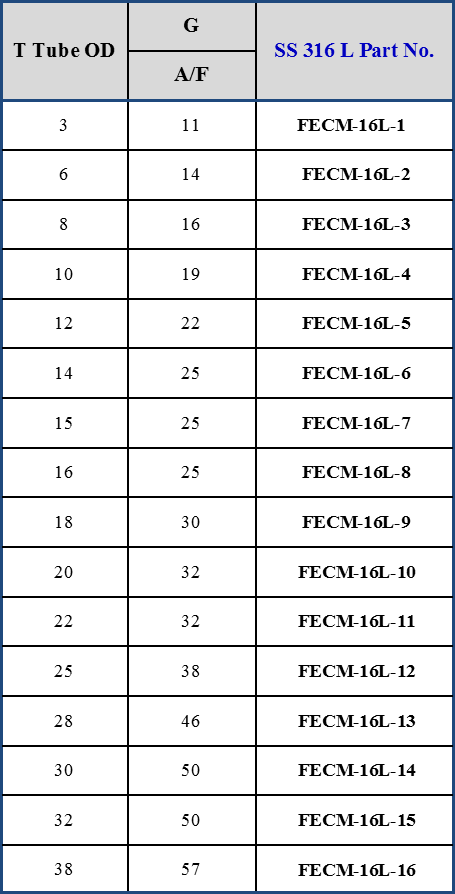 T Tube OD G SS 316 L Part No.
A/F
3 11 FECM-16L-1
6 14 FECM-16L-2
8 16 FECM-16L-3
10 19 FECM-16L-4
12 22 FECM-16L-5
14 25 FECM-16L-6
15 25 FECM-16L-7
16 25 FECM-16L-8
18 30 FECM-16L-9
20 32 FECM-16L-10
22 32 FECM-16L-11
25 38 FECM-16L-12
28 46 FECM-16L-13
30 50 FECM-16L-14
32 50 FECM-16L-15
38 57 FECM-16L-16